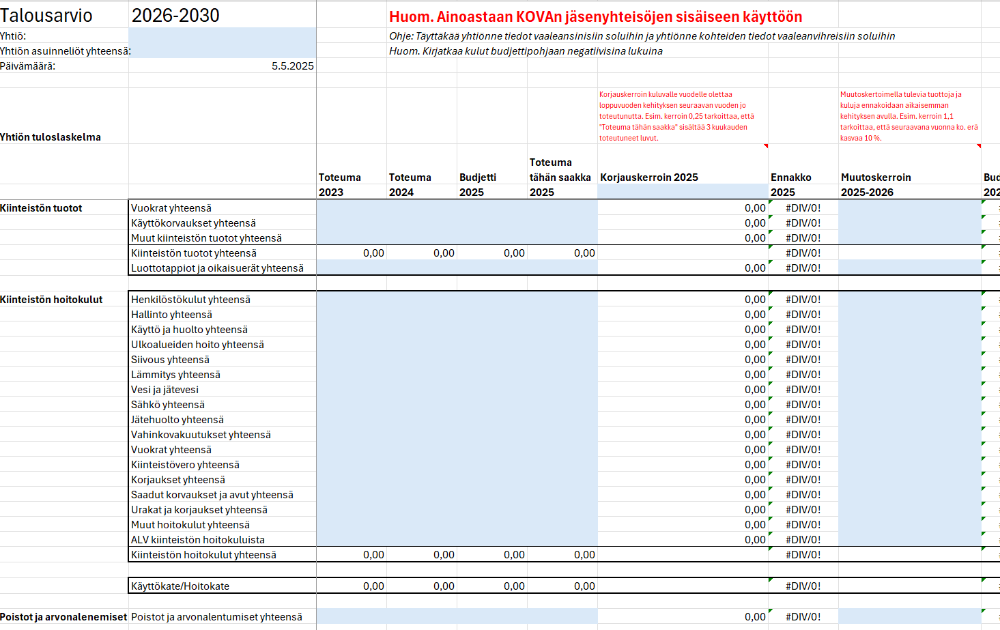 Talousarvio 2026-2030 Huom. Ainoastaan KOVAn jäsenyhteisöjen sisäiseen käyttöön
Yhtiö: Ohje: Täyttäkää yhtiönne tiedot vaaleansinisiin soluihin ja yhtiönne kohteiden tiedot vaaleanvihreisiin soluihin
Yhtiön asuinneliöt yhteensä: Huom. Kirjatkaa kulut budjettipohjaan negatiivisina lukuina
Päivämäärä: 5.5.2025
Korjauskerroin kuluvalle vuodelle olettaa
loppuvuoden kehityksen seuraavan vuoden jo
toteutunutta. Esim. kerroin 0,25 tarkoittaa, että
"Toteuma tähän saakka" sisältää 3 kuukauden
toteutuneet luvut.
Muutoskertoimella tulevia tuottoja ja
kuluja ennakoidaan aikaisemman
kehityksen avulla. Esim. kerroin 1,1
tarkoittaa, että seuraavana vuonna ko. erä
kasvaa 10 %.
Yhtiön tuloslaskelma
Toteuma
Toteuma Toteuma Budjetti tähän saakka Korjauskerroin 2025 Ennakko Muutoskerroin Bud
2023 2024 2025 2025 2025 2025-2026 202
Kiinteistön tuotot Vuokrat yhteensä 0,00 #DIV/0!
Käyttökorvaukset yhteensä 0,00 #DIV/0!
Muut kiinteistön tuotot yhteensä 0,00 #DIV/0!
Kiinteistön tuotot yhteensä 0,00 0,00 0,00 0,00 #DIV/0!
Luottotappiot ja oikaisuerät yhteensä 0,00 #DIV/0!
Kiinteistön hoitokulut Henkilöstökulut yhteensä 0,00 #DIV/0!
Hallinto yhteensä 0,00 #DIV/0!
Käyttö ja huolto yhteensä 0,00 #DIV/0!
Ulkoalueiden hoito yhteensä 0,00 #DIV/0!
Siivous yhteensä 0,00 #DIV/0!
Lämmitys yhteensä 0,00 #DIV/0!
Vesi ja jätevesi 0,00 #DIV/0!
Sähkö yhteensä 0,00 #DIV/0!
Jätehuolto yhteensä 0,00 #DIV/0!
Vahinkovakuutukset yhteensä 0,00 #DIV/0!
Vuokrat yhteensä 0,00 #DIV/0!
Kiinteistövero yhteensä 0,00 #DIV/0!
Korjaukset yhteensä 0,00 #DIV/0!
Saadut korvaukset ja avut yhteensä 0,00 #DIV/0!
Urakat ja korjaukset yhteensä 0,00 #DIV/0!
Muut hoitokulut yhteensä 0,00 #DIV/0!
ALV kiinteistön hoitokuluista 0,00 #DIV/0!
Kiinteistön hoitokulut yhteensä 0,00 0,00 0,00 0,00 #DIV/0!
Käyttökate/Hoitokate 0,00 0,00 0,00 0,00 #DIV/0!
Poistot ja arvonalenemiset Poistot ja arvonalentumiset yhteensä 0,00 #DIV/0!